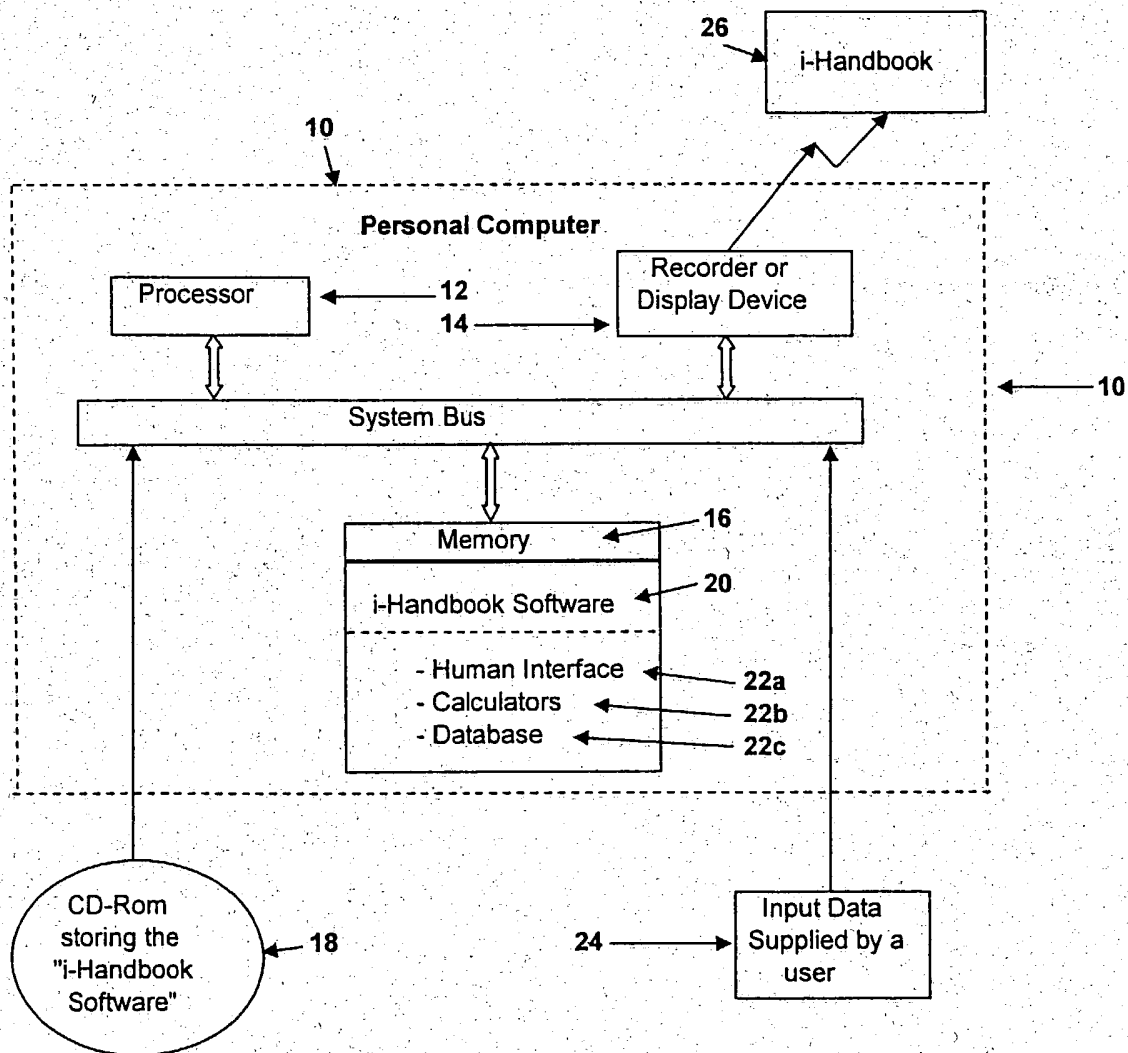 26
i-Handbook
10
Personal Computer
Processor
12
14
Recorder or
Display Device
10
System Bus
Memory
16
i-Handbook Software
20
- Human Interface
22a
- Calculators
22b
- Database
22c
CD-Rom
storing the
"i-Handbook
Software"
18
24
Input Data
Supplied by a
user